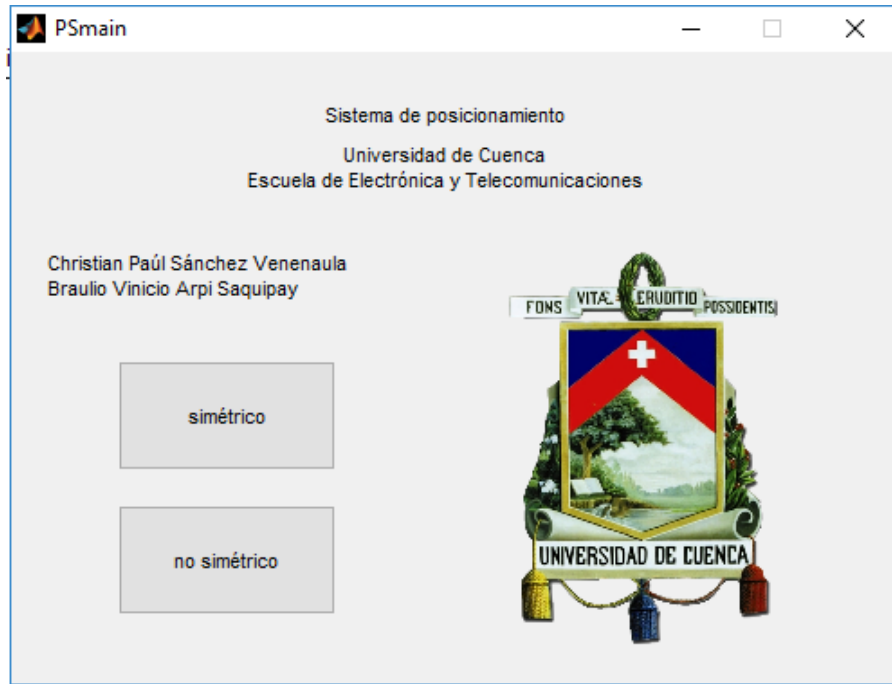 PSmain
Sistema de posicionamiento
Universidad de Cuenca
Escuela de Electrónica y Telecomunicaciones
Christian Paúl Sánchez Venenaula
Braulio Vinicio Arpi Saquipay
FONS VITÆ ERUDITIO POSSIDENTIS
simétrico
no simétrico
UNIVERSIDAD DE CUENCA